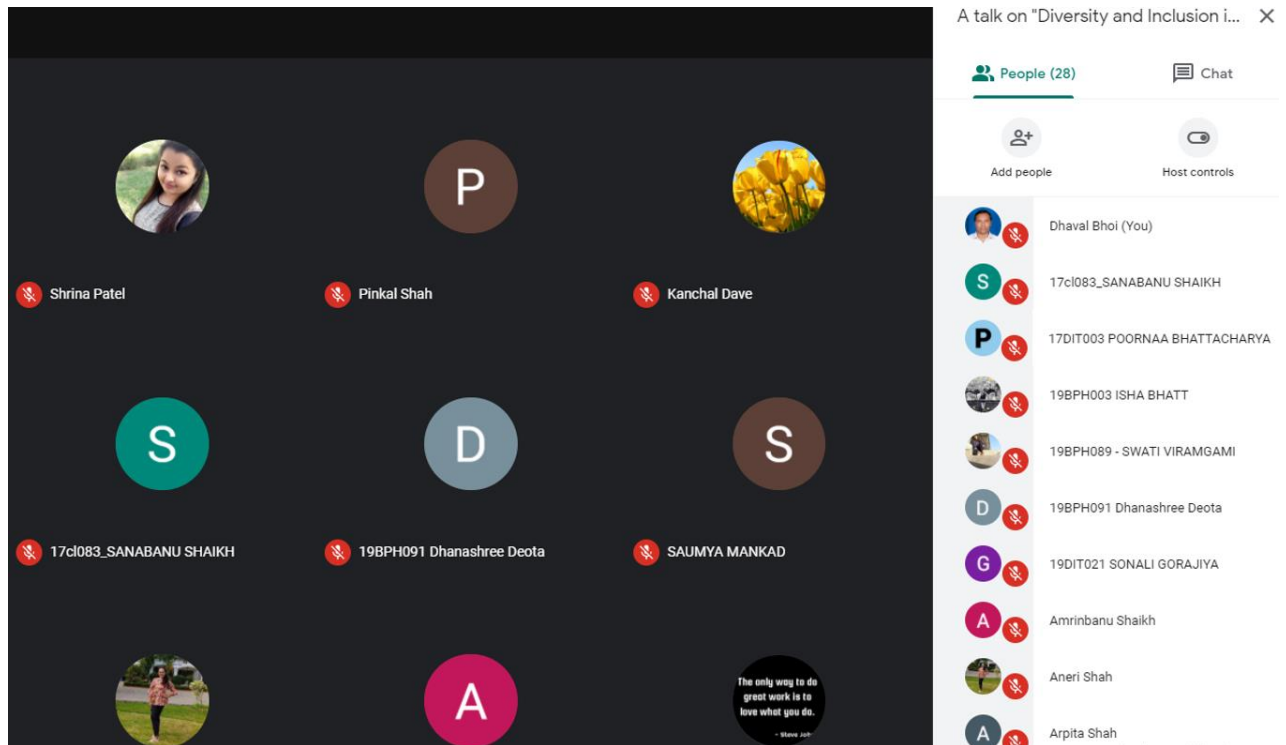 A talk on "Diversity and Inclusion i...
People (28)
Chat
Add people
Host controls
P
Shrina Patel
Pinkal Shah
Kanchal Dave
S
D
S
17cl083_SANABANU SHAIKH
19BPH091 Dhanashree Deota
SAUMYA MANKAD
A
The only way to do
great work is to
love what you do.
- Steve Job
Dhaval Bhoi (You)
S
17cl083_SANABANU SHAIKH
P
17DIT003 POORNAA BHATTACHARYA
19BPH003 ISHA BHATT
19BPH089 - SWATI VIRAMGAMI
D
19BPH091 Dhanashree Deota
G
19DIT021 SONALI GORAJIYA
A
Amrinbanu Shaikh
Aneri Shah
A
Arpita Shah